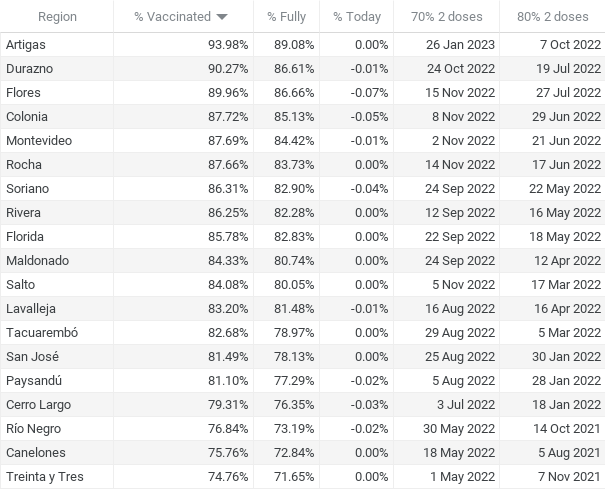 Region % Vaccinated % Fully % Today 70% 2 doses 80% 2 doses
Artigas 93.98% 89.08% 0.00% 26 Jan 2023 7 Oct 2022
Durazno 90.27% 86.61% -0.01% 24 Oct 2022 19 Jul 2022
Flores 89.96% 86.66% -0.07% 15 Nov 2022 27 Jul 2022
Colonia 87.72% 85.13% -0.05% 8 Nov 2022 29 Jun 2022
Montevideo 87.69% 84.42% -0.01% 2 Nov 2022 21 Jun 2022
Rocha 87.66% 83.73% 0.00% 14 Nov 2022 17 Jun 2022
Soriano 86.31% 82.90% -0.04% 24 Sep 2022 22 May 2022
Rivera 86.25% 82.28% 0.00% 12 Sep 2022 16 May 2022
Florida 85.78% 82.83% 0.00% 22 Sep 2022 18 May 2022
Maldonado 84.33% 80.74% 0.00% 24 Sep 2022 12 Apr 2022
Salto 84.08% 80.05% 0.00% 5 Nov 2022 17 Mar 2022
Lavalleja 83.20% 81.48% -0.01% 16 Aug 2022 16 Apr 2022
Tacuarembó 82.68% 78.97% 0.00% 29 Aug 2022 5 Mar 2022
San José 81.49% 78.13% 0.00% 25 Aug 2022 30 Jan 2022
Paysandú 81.10% 77.29% -0.02% 5 Aug 2022 28 Jan 2022
Cerro Largo 79.31% 76.35% -0.03% 3 Jul 2022 18 Jan 2022
Río Negro 76.84% 73.19% -0.02% 30 May 2022 14 Oct 2021
Canelones 75.76% 72.84% 0.00% 18 May 2022 5 Aug 2021
Treinta y Tres 74.76% 71.65% 0.00% 1 May 2022 7 Nov 2021